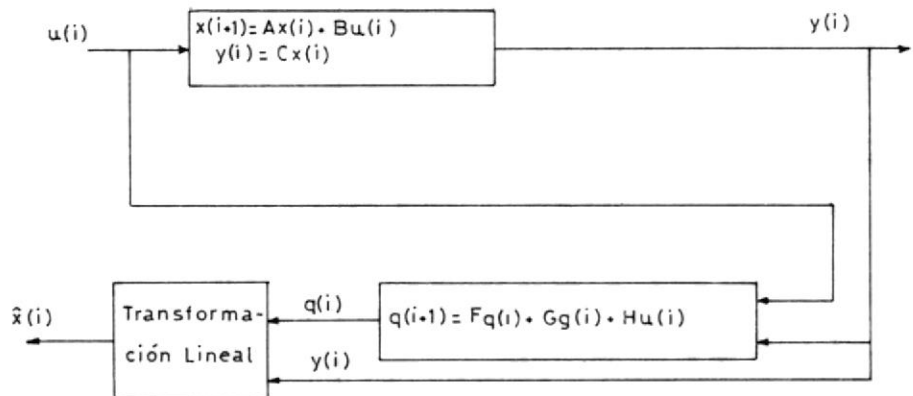 u(i)
x(i+1)=Ax(i)+Bu(i)
y(i)=Cx(i)
y(i)
x̂(i)
Transforma-
ción Lineal
q(i)
y(i)
q(i+1)=Fq(i)+Gg(i)+Hu(i)